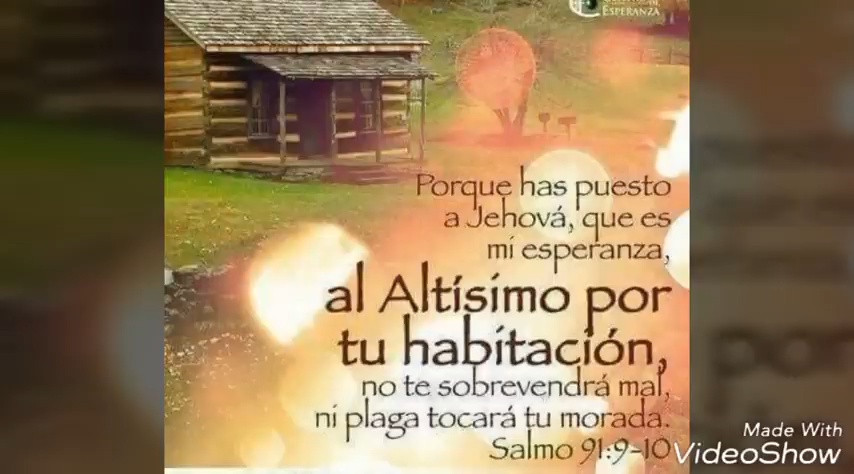 ESPERANZA
Porque has puesto
a Jehová, que es
mi esperanza,
al Altísimo por
tu habitación,
no te sobrevendrá mal,
ni plaga tocará tu morada.
Salmo 91:9-10
Made With
VideoShow